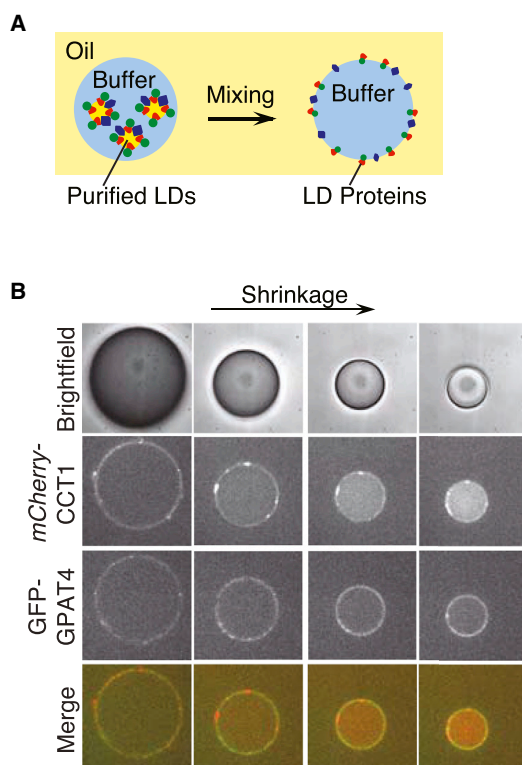 A
Oil
Buffer
Mixing
Buffer
Purified LDs
LD Proteins
B
Shrinkage
Brightfield
mCherry-
CCT1
GFP-
GPAT4
Merge